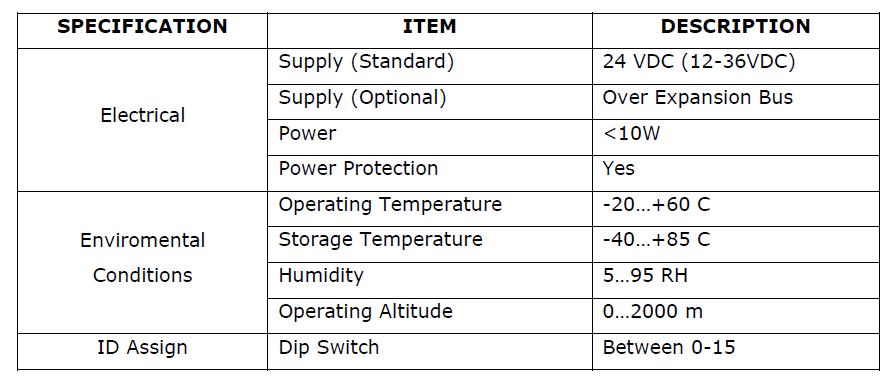 SPECIFICATION ITEM DESCRIPTION
Electrical
Supply (Standard) 24 VDC (12-36VDC)
Supply (Optional) Over Expansion Bus
Power <10W
Power Protection Yes
Enviromental
Conditions
Operating Temperature -20…+60 C
Storage Temperature -40…+85 C
Humidity 5…95 RH
Operating Altitude 0…2000 m
ID Assign Dip Switch Between 0-15